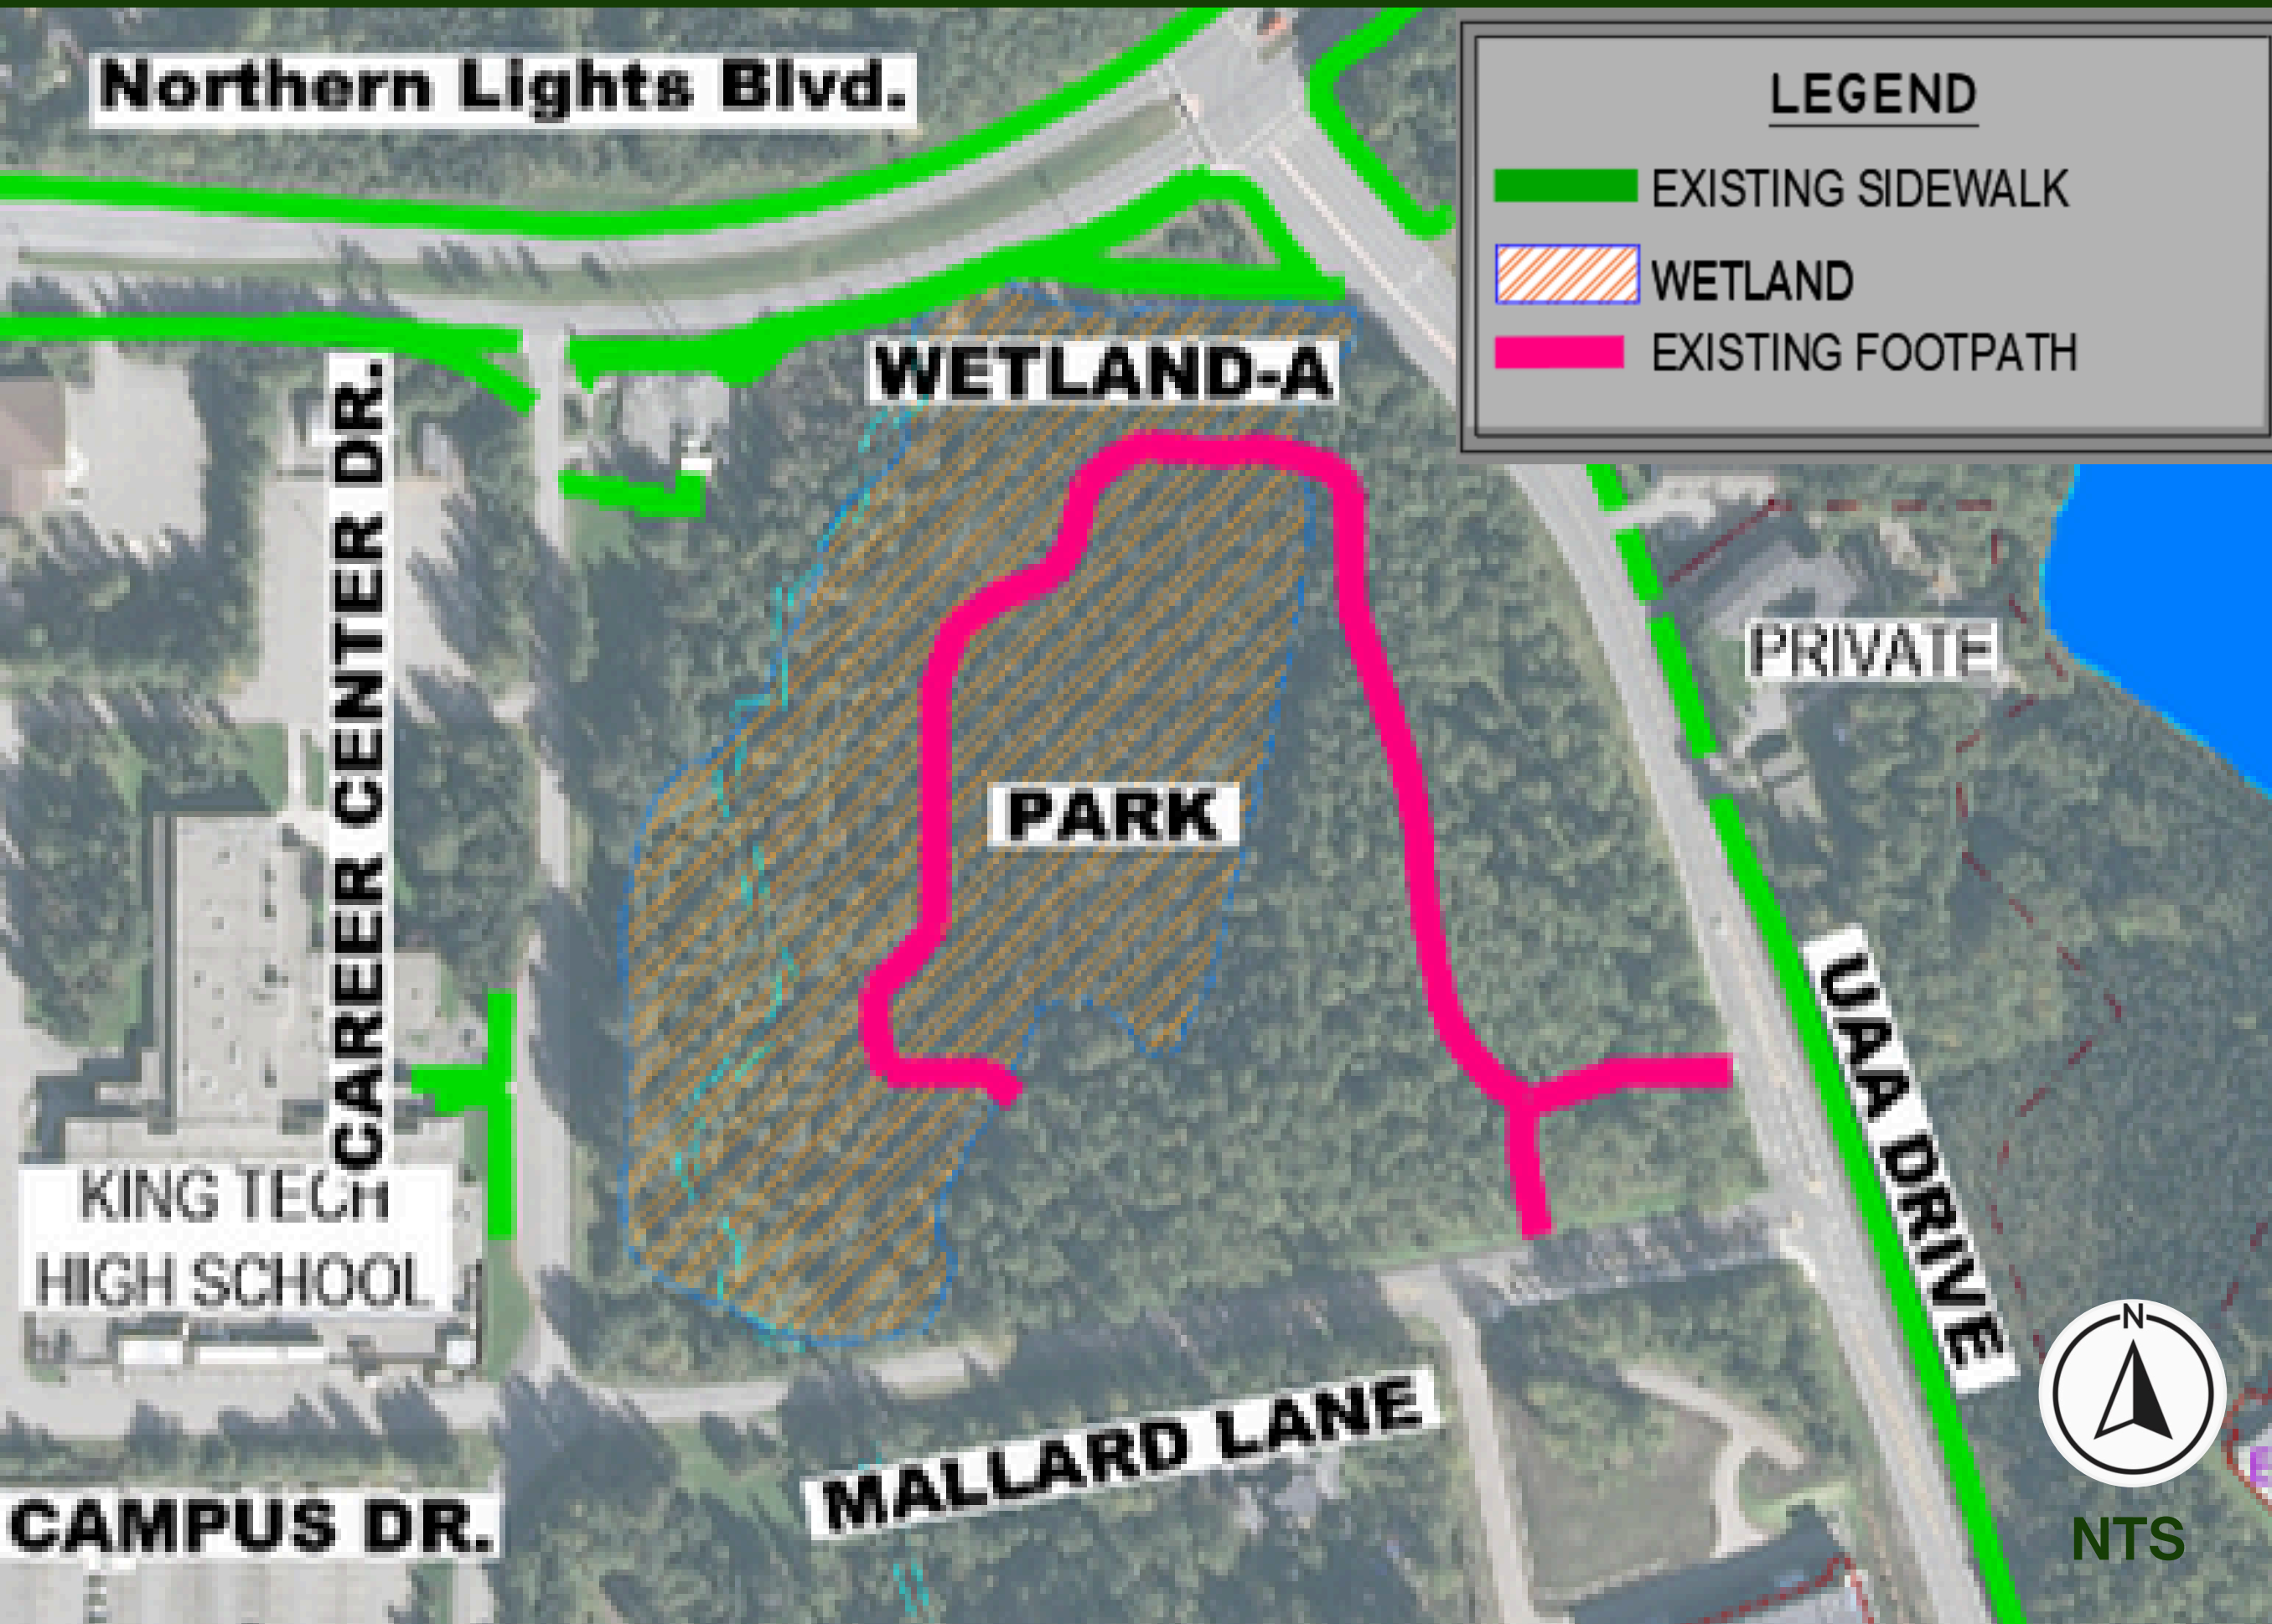 Northern Lights Blvd.
LEGEND
EXISTING SIDEWALK
WETLAND
EXISTING FOOTPATH
WETLAND-A
CAREER CENTER DR.
PRIVATE
PARK
UAA DRIVE
KING TECH
HIGH SCHOOL
MALLARD LANE
CAMPUS DR.
N
NTS